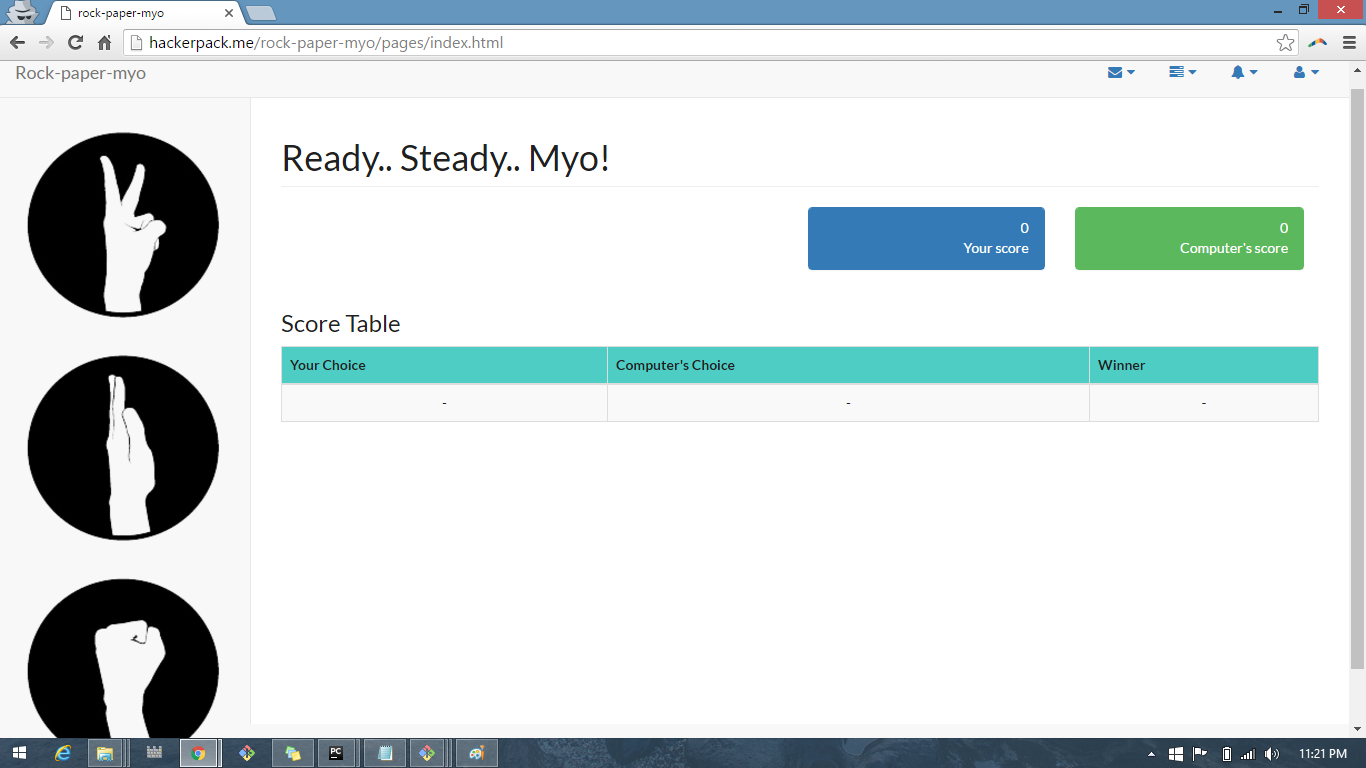 rock-paper-myo
hackerpack.me/rock-paper-myo/pages/index.html
Rock-paper-myo
Ready.. Steady.. Myo!
0
Your score
0
Computer's score
Score Table
Your Choice Computer's Choice Winner
- - -
PC
11:21 PM